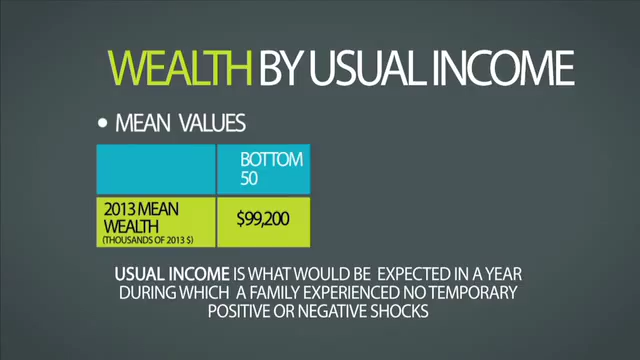 WEALTH BY USUAL INCOME
• MEAN VALUES
BOTTOM
50
2013 MEAN
WEALTH
(THOUSANDS OF 2013 $)
$99,200
USUAL INCOME IS WHAT WOULD BE EXPECTED IN A YEAR
DURING WHICH A FAMILY EXPERIENCED NO TEMPORARY
POSITIVE OR NEGATIVE SHOCKS